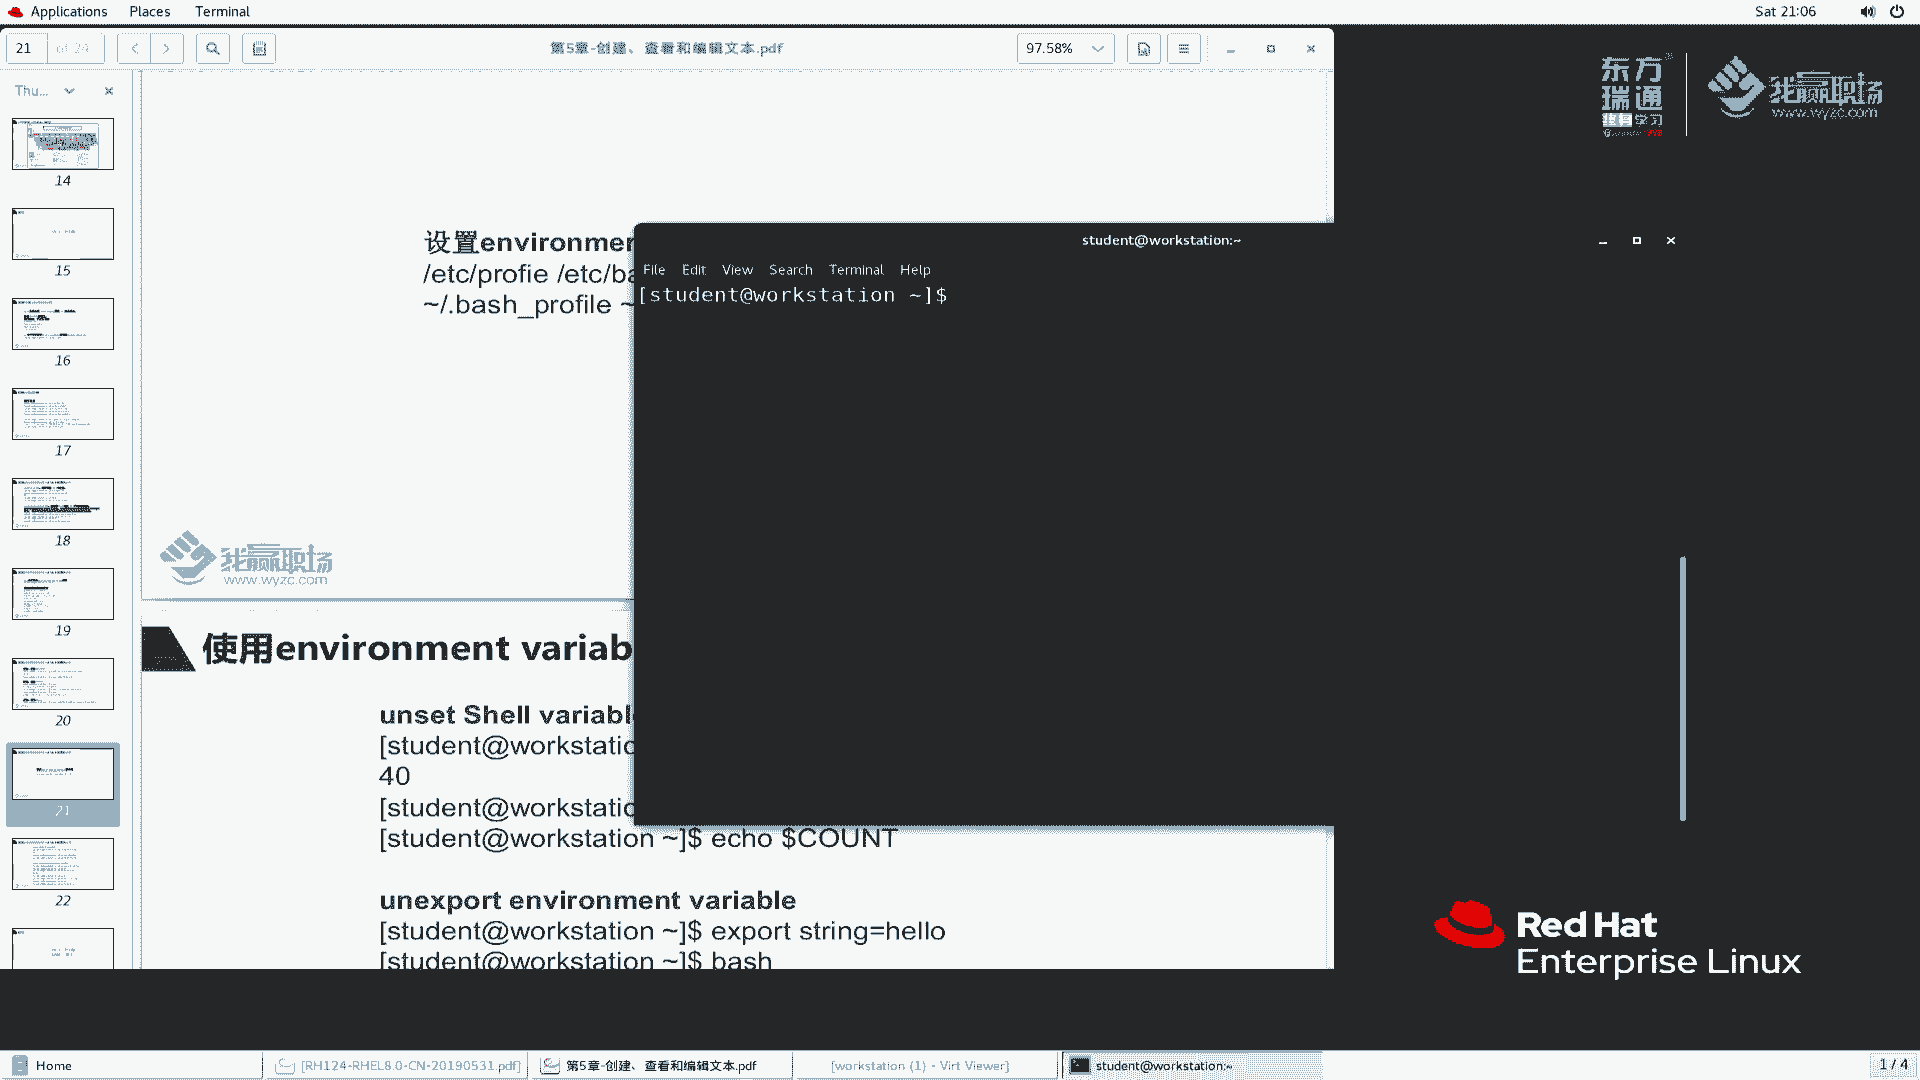 Applications Places Terminal Sat 21:06
21 of 24 第5章-创建、查看和编辑文本.pdf 97.58%
Thu...
14
15
16
17
18
19
20
21
22
设置environmen
/etc/profie /etc/ba
~/.bash_profile ~
我赢职场
www.wyzc.com
使用environment variab
unset Shell variabl
[student@workstatio
40
[student@workstatio
[student@workstation ~]$ echo $COUNT
unexport environment variable
[student@workstation ~]$ export string=hello
[student@workstation ~]$ bash
student@workstation:~
File Edit View Search Terminal Help
[student@workstation ~]$
东方
瑞通
终身学习
我赢职场
www.wyzc.com
Red Hat
Enterprise Linux
Home [RH124-RHEL8.0-CN-20190531.pdf] 第5章-创建、查看和编辑文本.pdf [workstation (1) - Virt Viewer] student@workstation:~ 1 / 4